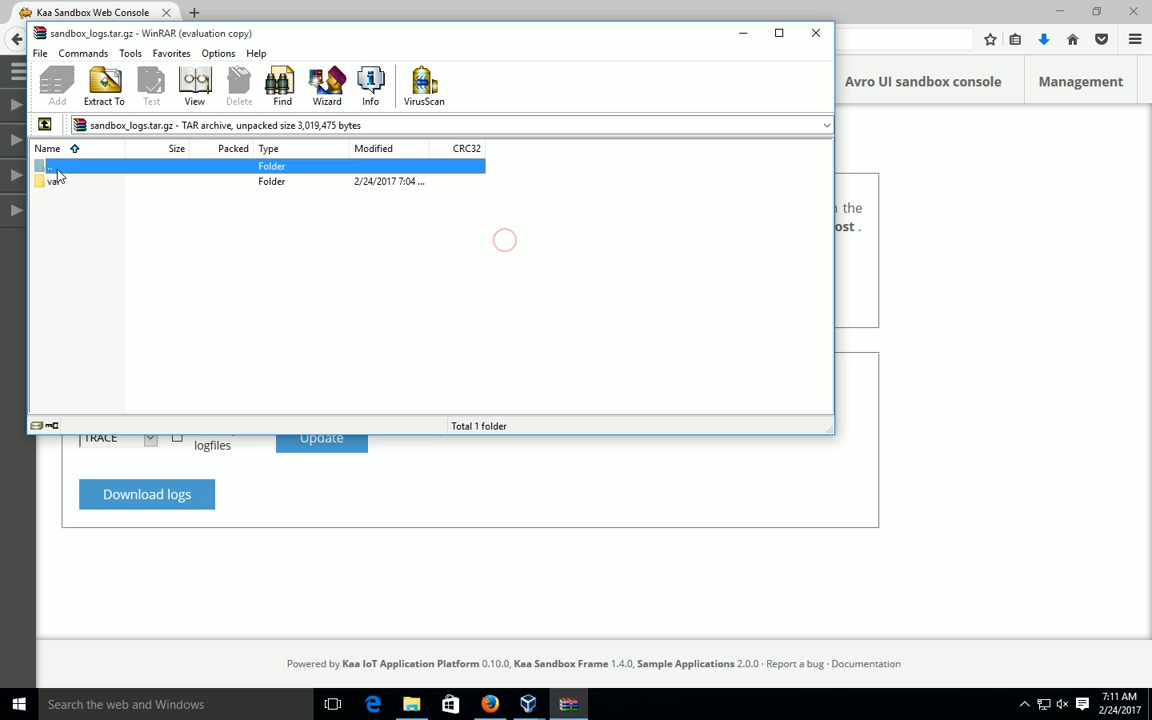 Kaa Sandbox Web Console
sandbox_logs.tar.gz - WinRAR (evaluation copy)
File Commands Tools Favorites Options Help
Add Extract To Test View Delete Find Wizard Info VirusScan
sandbox_logs.tar.gz - TAR archive, unpacked size 3,019,475 bytes
Name Size Packed Type Modified CRC32
.. Folder
var Folder 2/24/2017 7:04 ...
Total 1 folder
Avro UI sandbox console Management
the
ost .
TRACE
logfiles
Update
Download logs
Powered by Kaa IoT Application Platform 0.10.0, Kaa Sandbox Frame 1.4.0, Sample Applications 2.0.0 · Report a bug · Documentation
Search the web and Windows
7:11 AM
2/24/2017